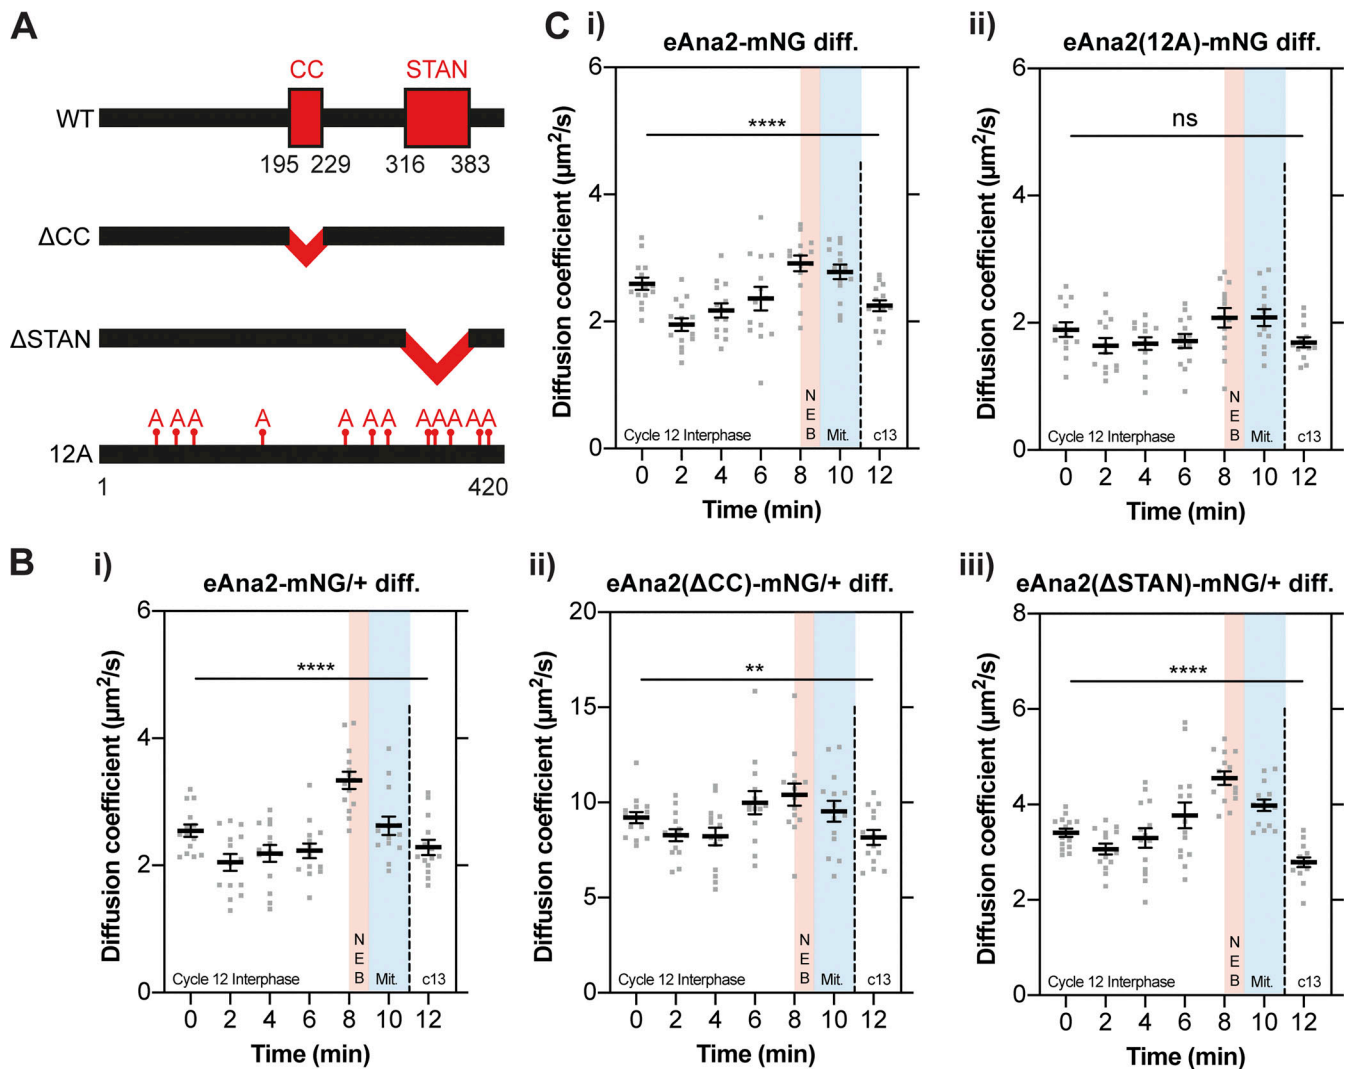 A
CC STAN
WT
195 229 316 383
ΔCC
ΔSTAN
A AA A A AA AAA AA
12A
1 420
B
i)
eAna2-mNG/+ diff.
Diffusion coefficient (µm²/s)
6
4
2
0
****
Cycle 12 Interphase
N
E
B
Mit.
c13
0 2 4 6 8 10 12
Time (min)
ii)
eAna2(ΔCC)-mNG/+ diff.
Diffusion coefficient (µm²/s)
20
15
10
5
0
**
Cycle 12 Interphase
N
E
B
Mit.
c13
0 2 4 6 8 10 12
Time (min)
iii)
eAna2(ΔSTAN)-mNG/+ diff.
Diffusion coefficient (µm²/s)
8
6
4
2
0
****
Cycle 12 Interphase
N
E
B
Mit.
c13
0 2 4 6 8 10 12
Time (min)
C
i)
eAna2-mNG diff.
Diffusion coefficient (µm²/s)
6
4
2
0
****
Cycle 12 Interphase
N
E
B
Mit.
c13
0 2 4 6 8 10 12
Time (min)
ii)
eAna2(12A)-mNG diff.
Diffusion coefficient (µm²/s)
6
4
2
0
ns
Cycle 12 Interphase
N
E
B
Mit.
c13
0 2 4 6 8 10 12
Time (min)